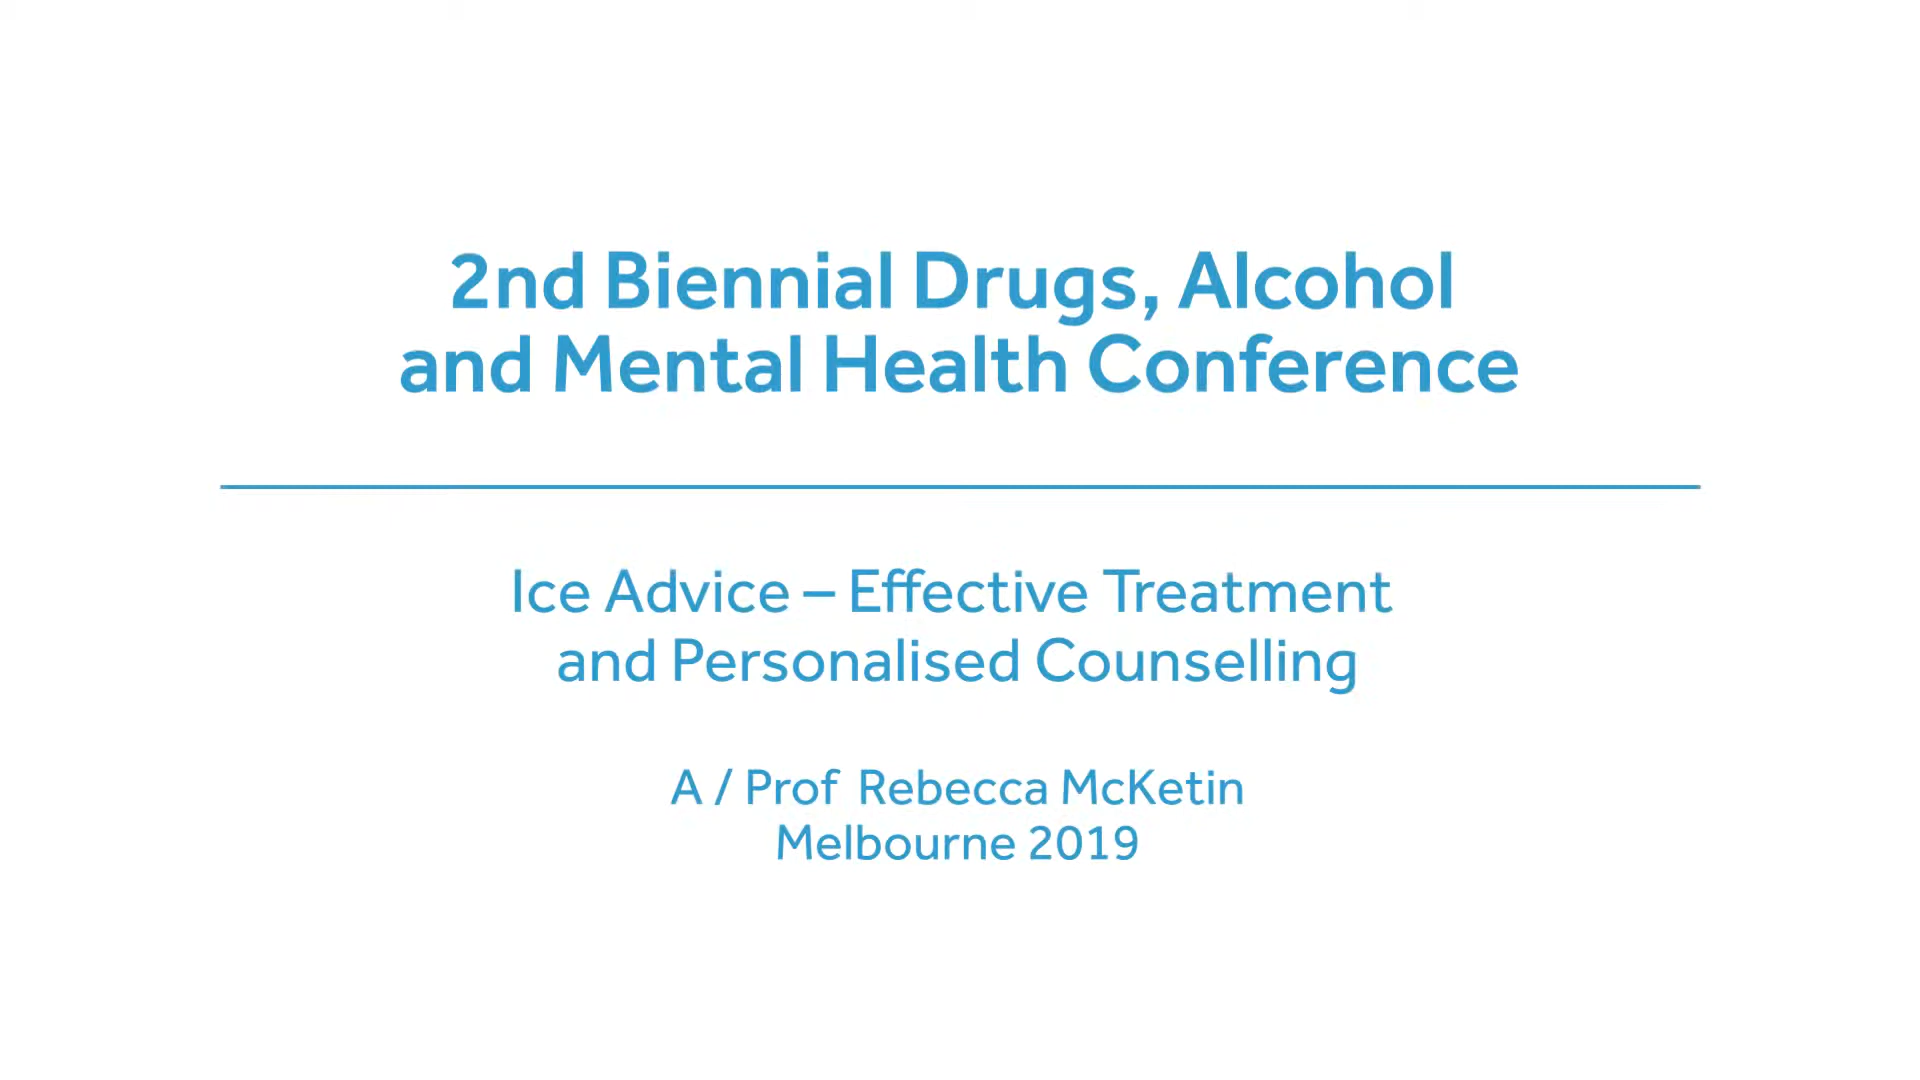 2nd Biennial Drugs, Alcohol
and Mental Health Conference
Ice Advice – Effective Treatment
and Personalised Counselling
A / Prof Rebecca McKetin
Melbourne 2019